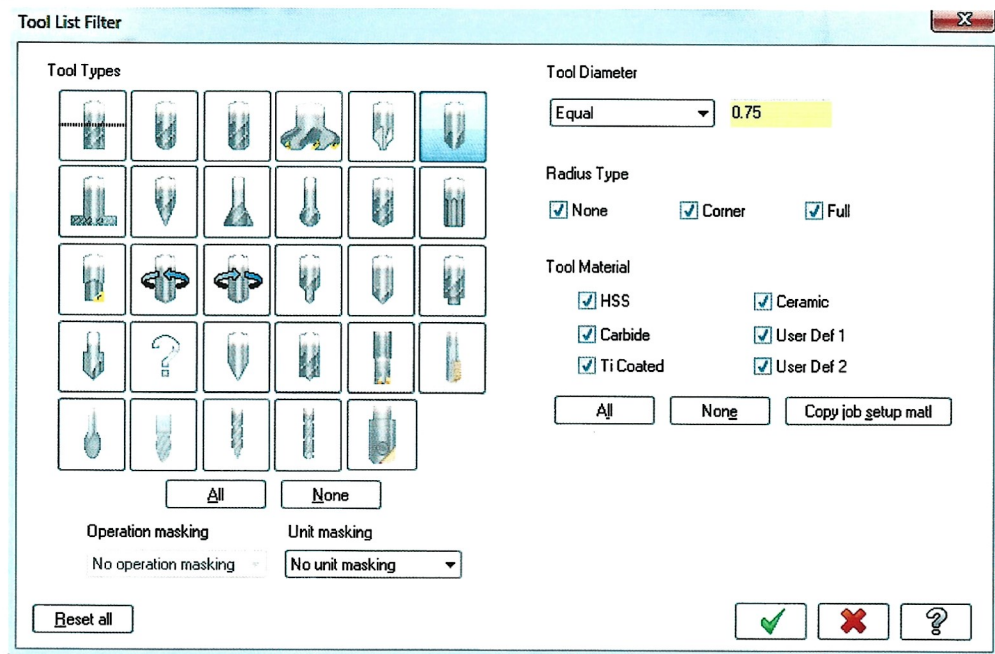 Tool List Filter
Tool Types
Tool Diameter
Equal
0.75
Radius Type
None
Corner
Full
Tool Material
HSS
Ceramic
Carbide
User Def 1
Ti Coated
User Def 2
All
None
Copy job setup matl
All
None
Operation masking
Unit masking
No operation masking
No unit masking
Reset all